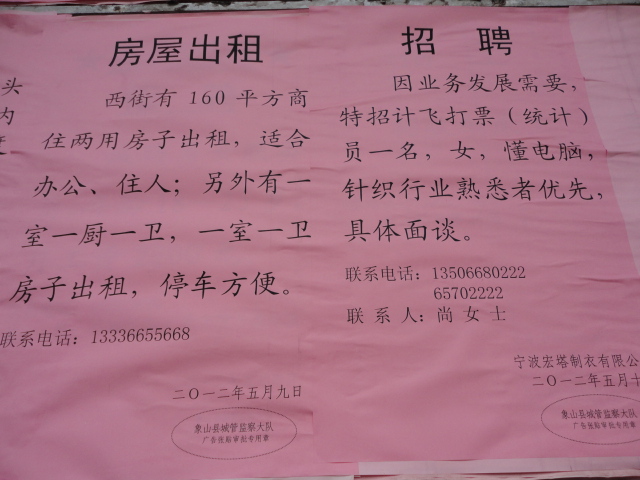 头
内
房屋出租
西街有160平方商
住两用房子出租，适合
办公、住人；另外有一
室一厨一卫，一室一卫
房子出租，停车方便。
联系电话：13336655668
二〇一二年五月九日
象山县城管监察大队
广告张贴审批专用章
招 聘
因业务发展需要，
特招计飞打票（统计）
员一名，女，懂电脑，
针织行业熟悉者优先，
具体面谈。
联系电话：13506680222
65702222
联 系 人：尚 女 士
宁波宏塔制衣有限公
二〇一二年五月十
象山县城管监察大队
广告张贴审批专用章